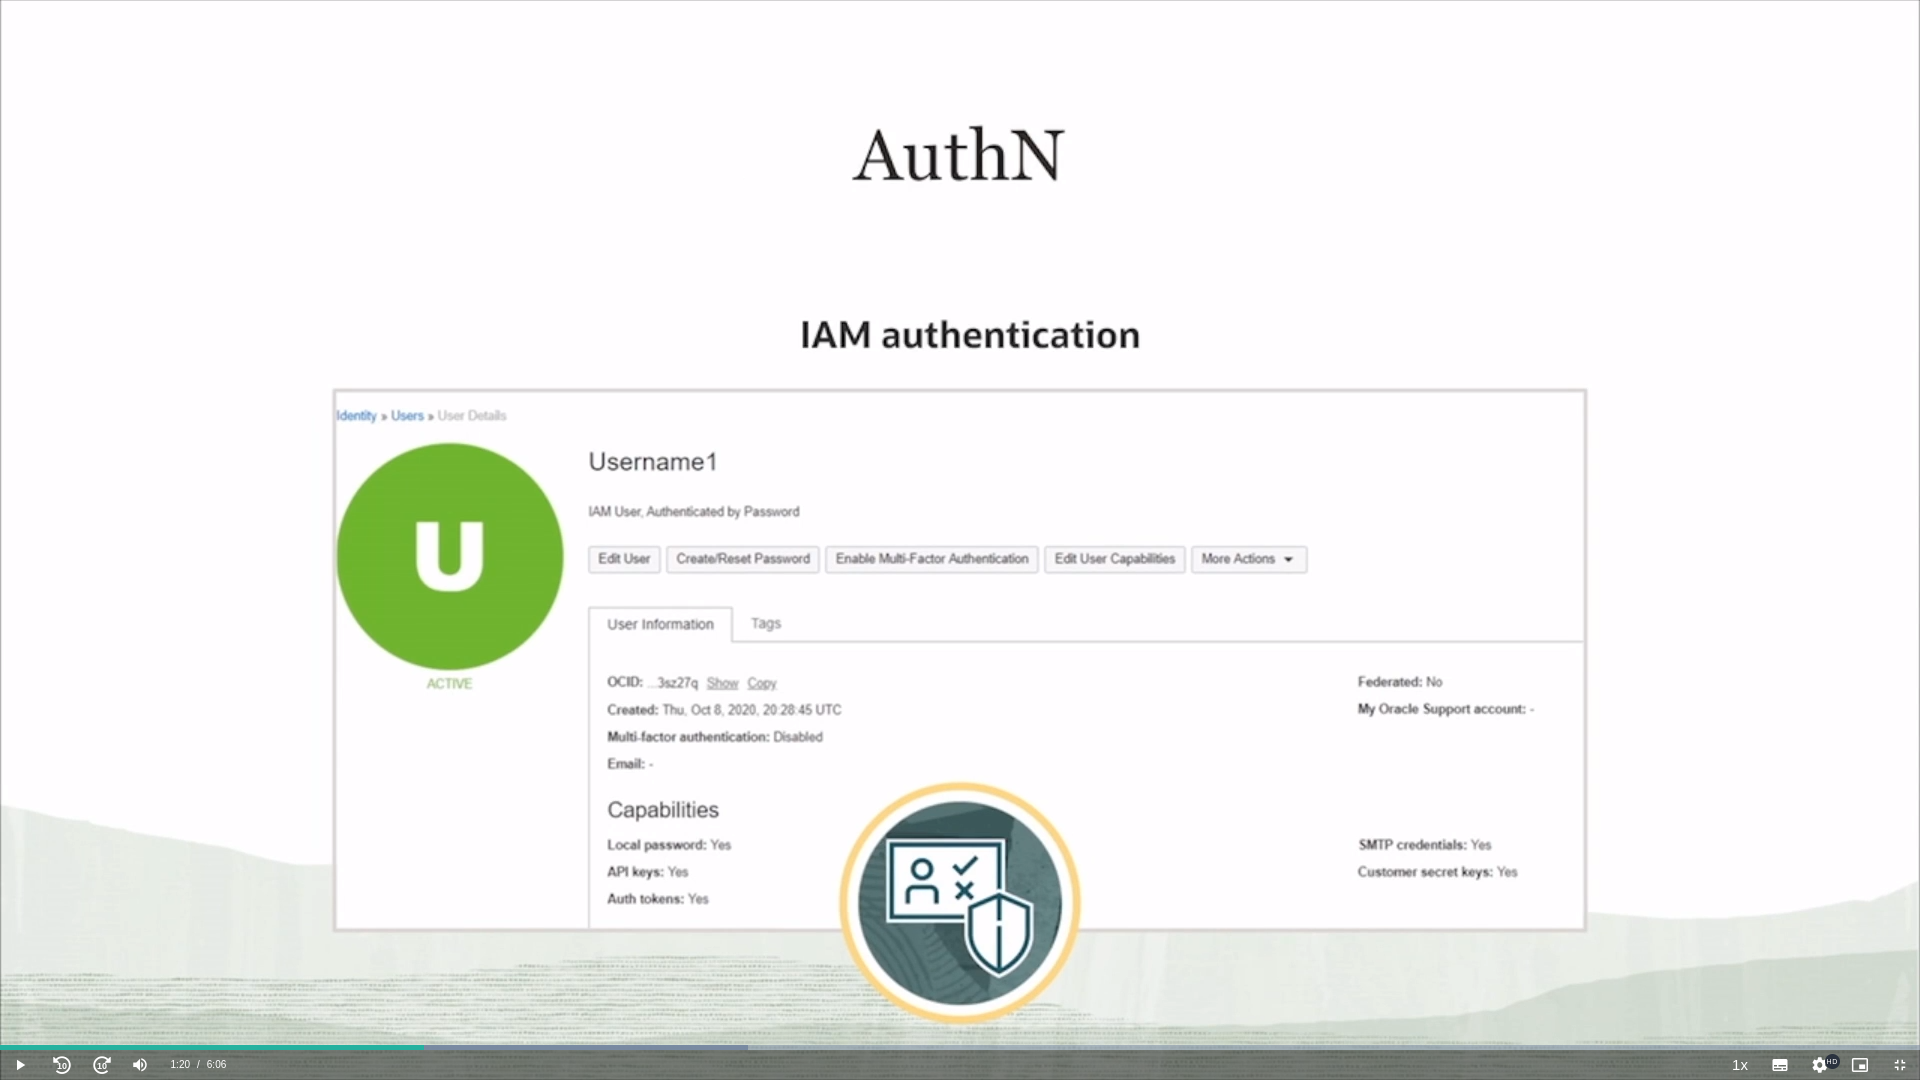 AuthN
IAM authentication
Identity » Users » User Details
Username1
IAM User, Authenticated by Password
Edit User Create/Reset Password Enable Multi-Factor Authentication Edit User Capabilities More Actions
U
ACTIVE
User Information Tags
OCID: ...3sz27q Show Copy Federated: No
Created: Thu, Oct 8, 2020, 20:28:45 UTC My Oracle Support account: -
Multi-factor authentication: Disabled
Email: -
Capabilities
Local password: Yes SMTP credentials: Yes
API keys: Yes Customer secret keys: Yes
Auth tokens: Yes
10 10 1:20 / 6:06 1x HD